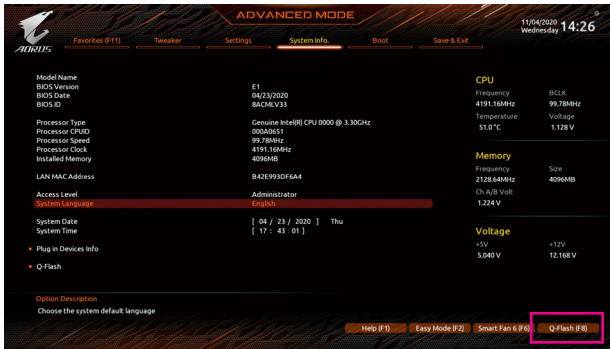 ADVANCED MODE
11/04/2020 Wednesday 14:26
AORUS
Favorites (F11) Tweaker Settings System Info. Boot Save & Exit
Model Name
BIOS Version E1
BIOS Date 04/23/2020
BIOS ID 8ACMLV33
Processor Type Genuine Intel(R) CPU 0000 @ 3.30GHz
Processor CPUID 000A0651
Processor Speed 99.78MHz
Processor Clock 4191.16MHz
Installed Memory 4096MB
LAN MAC Address B42E993DF6A4
Access Level Administrator
System Language English
System Date [ 04 / 23 / 2020 ] Thu
System Time [ 17 : 43 : 01 ]
Plug in Devices Info
Q-Flash
Option Description
Choose the system default language
CPU
Frequency BCLK
4191.16MHz 99.78MHz
Temperature Voltage
51.0 °C 1.128 V
Memory
Frequency Size
2128.64MHz 4096MB
Ch A/B Volt
1.224 V
Voltage
+5V +12V
5.040 V 12.168 V
Help (F1) Easy Mode (F2) Smart Fan 6 (F6) Q-Flash (F8)